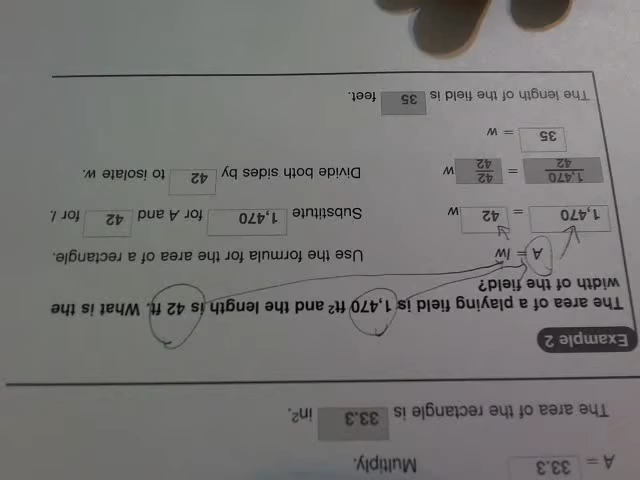 A = 33.3 Multiply.
The area of the rectangle is 33.3 in².
Example 2
The area of a playing field is 1,470 ft² and the length is 42 ft. What is the
width of the field?
A = lw Use the formula for the area of a rectangle.
1,470 = 42 w Substitute 1,470 for A and 42 for l
1,470/42 = 42/42 w Divide both sides by 42 to isolate w.
35 = w
The length of the field is 35 feet.